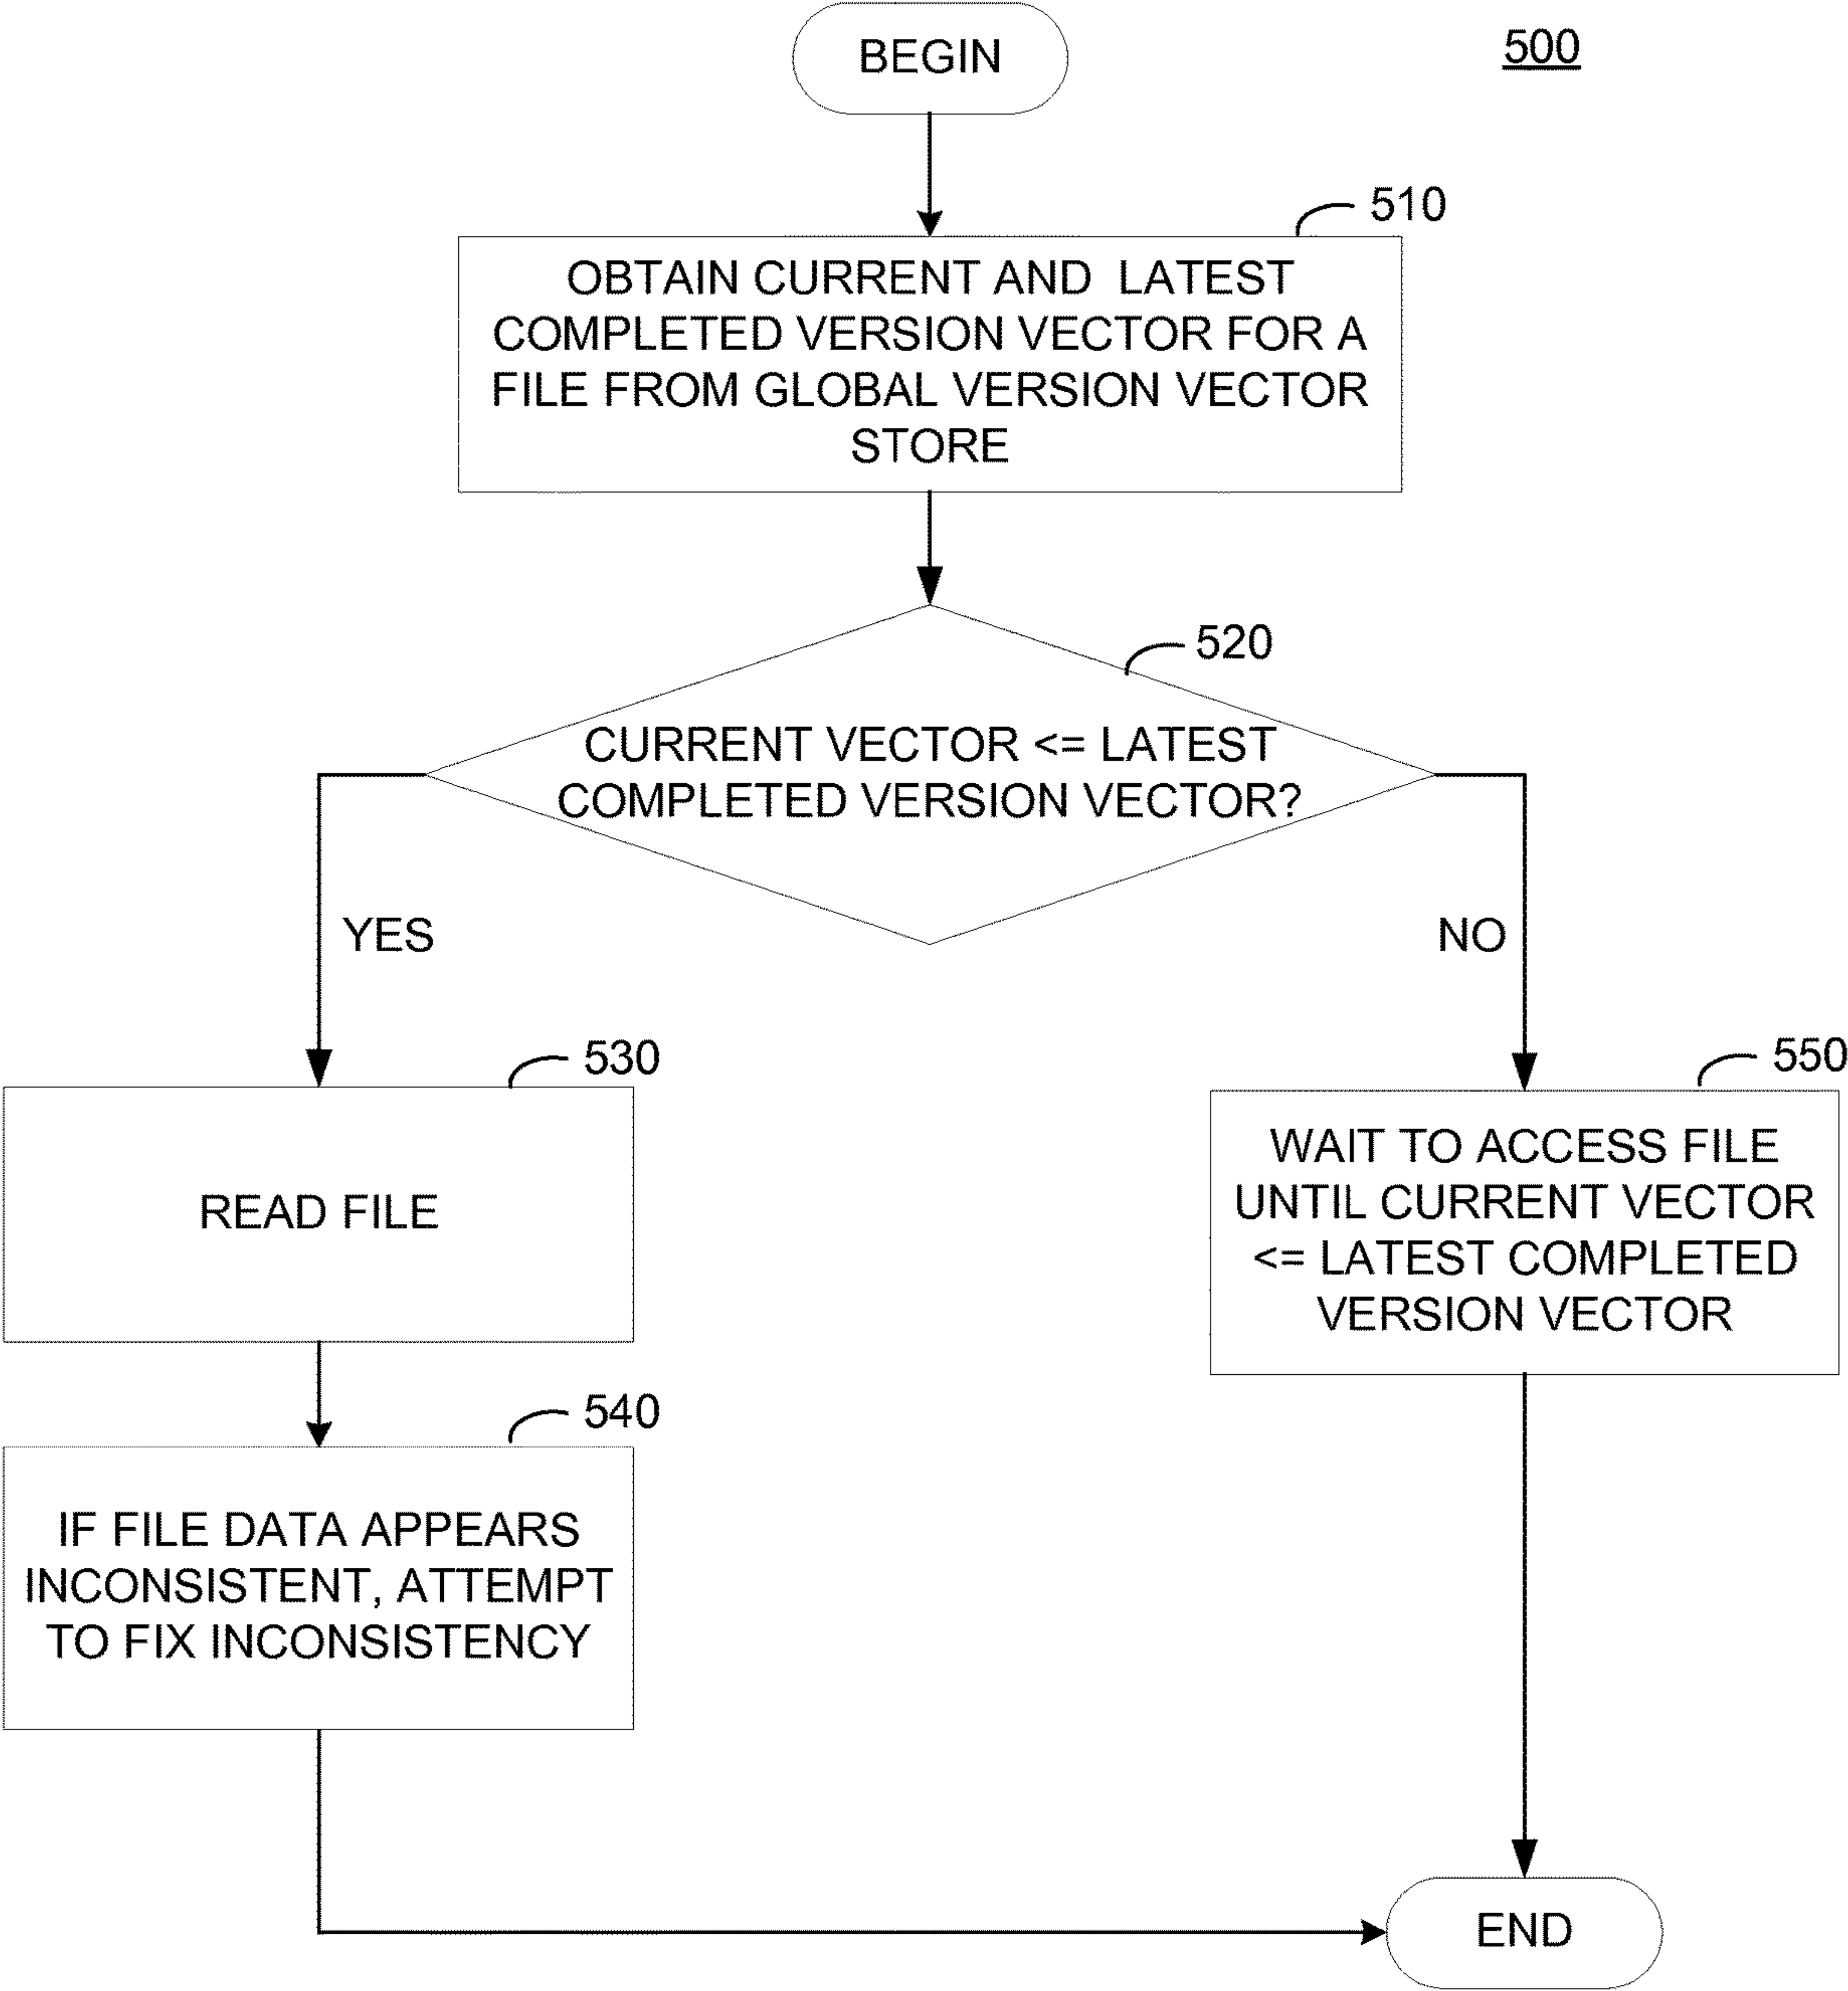 BEGIN
500
510
OBTAIN CURRENT AND LATEST
COMPLETED VERSION VECTOR FOR A
FILE FROM GLOBAL VERSION VECTOR
STORE
520
CURRENT VECTOR <= LATEST
COMPLETED VERSION VECTOR?
YES
NO
530
READ FILE
550
WAIT TO ACCESS FILE
UNTIL CURRENT VECTOR
<= LATEST COMPLETED
VERSION VECTOR
540
IF FILE DATA APPEARS
INCONSISTENT, ATTEMPT
TO FIX INCONSISTENCY
END